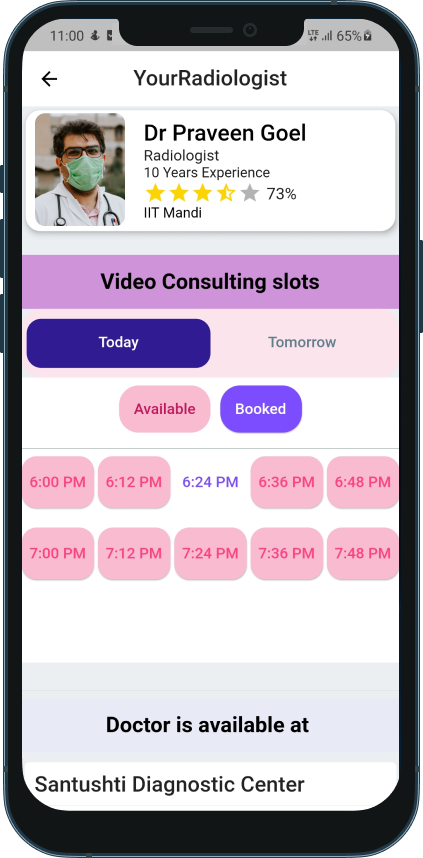 11:00 LTE 65%
YourRadiologist
Dr Praveen Goel
Radiologist
10 Years Experience
73%
IIT Mandi
Video Consulting slots
Today Tomorrow
Available Booked
6:00 PM 6:12 PM 6:24 PM 6:36 PM 6:48 PM
7:00 PM 7:12 PM 7:24 PM 7:36 PM 7:48 PM
Doctor is available at
Santushti Diagnostic Center